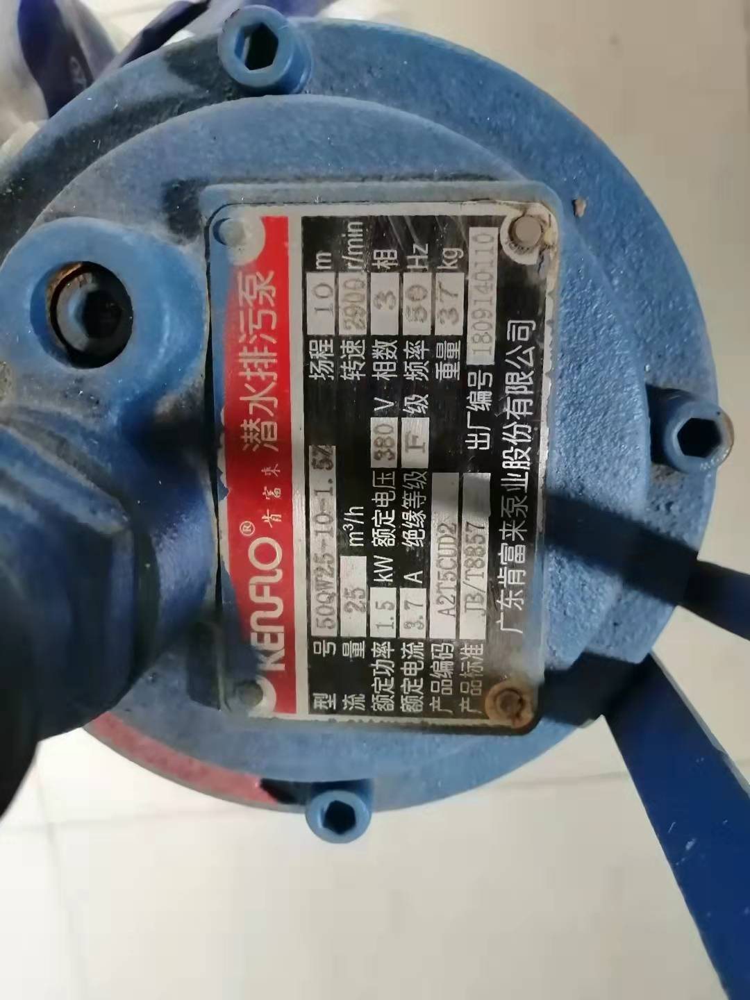 KENFLO® 肯富来 潜水排污泵
型号 50QW25-10-1.5Z 扬程 10 m
流量 25 m³/h 转速 2900 r/min
额定功率 1.5 kW 额定电压 380 V 相数 3 相
额定电流 3.7 A 绝缘等级 F 级 频率 50 Hz
产品编码 A2T5CUD2 重量 37 kg
产品标准 JB/T8857 出厂编号 1809140110
广东肯富来泵业股份有限公司